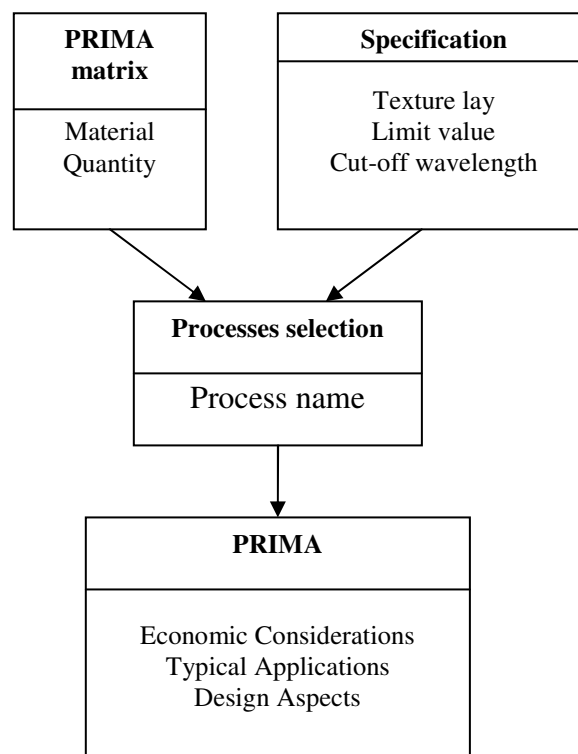 PRIMA
matrix
Material
Quantity
Specification
Texture lay
Limit value
Cut-off wavelength
Processes selection
Process name
PRIMA
Economic Considerations
Typical Applications
Design Aspects